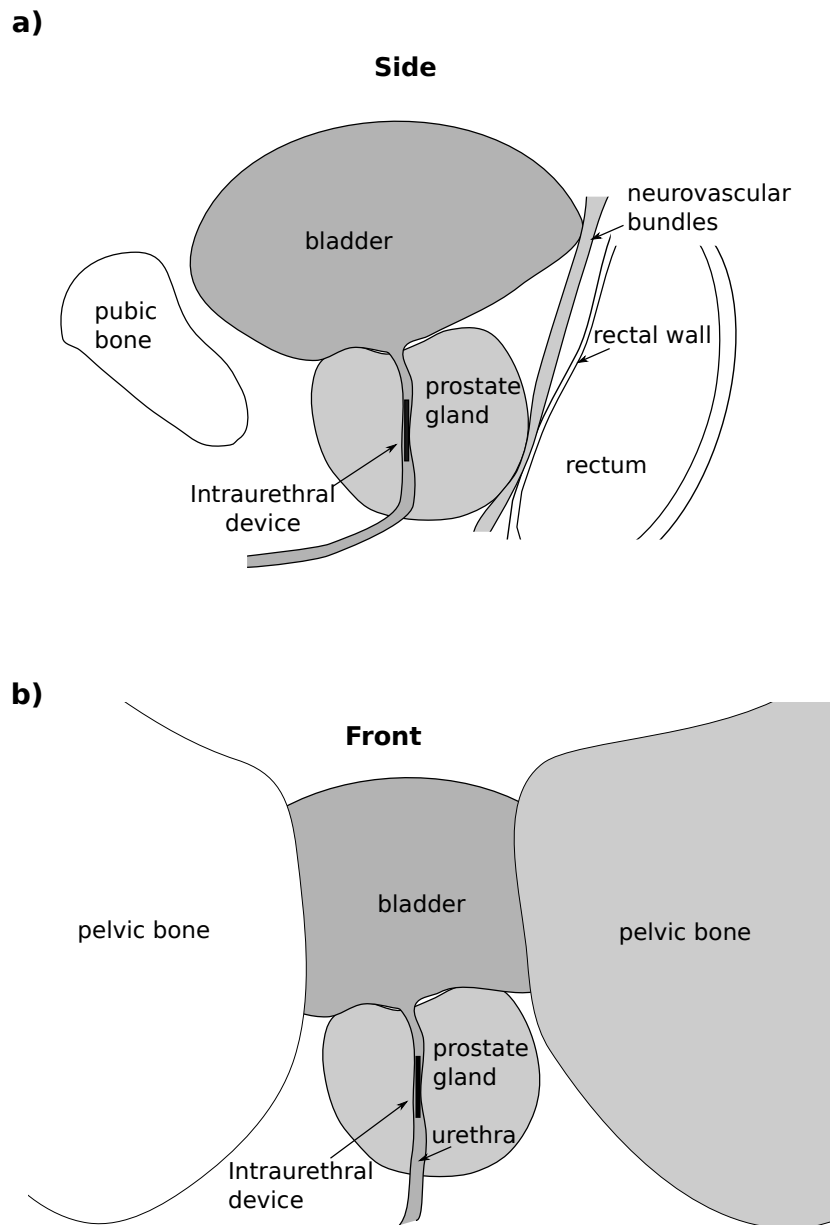 a)
Side
neurovascular
bundles
bladder
pubic
bone
rectal wall
prostate
gland
rectum
Intraurethral
device
b)
Front
bladder
pelvic bone
pelvic bone
prostate
gland
urethra
Intraurethral
device